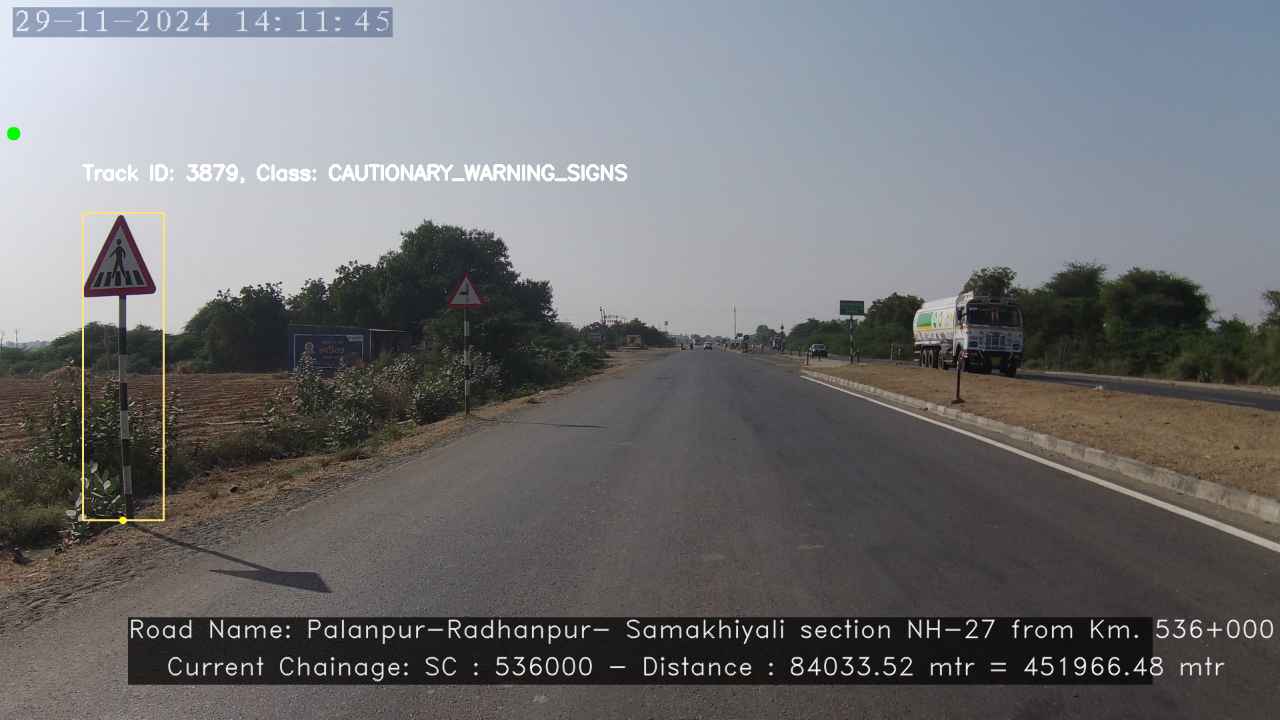 29-11-2024 14:11:45
Track ID: 3879, Class: CAUTIONARY_WARNING_SIGNS
Road Name: Palanpur-Radhanpur- Samakhiyali section NH-27 from Km. 536+000
Current Chainage: SC : 536000 - Distance : 84033.52 mtr = 451966.48 mtr